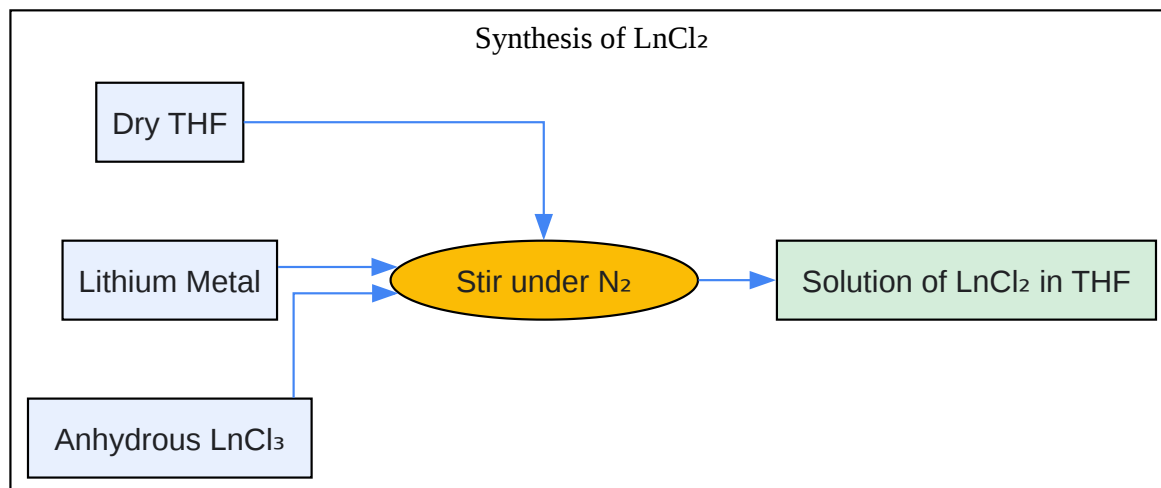 Synthesis of LnCl₂
Dry THF
Lithium Metal
Stir under N₂
Solution of LnCl₂ in THF
Anhydrous LnCl₃